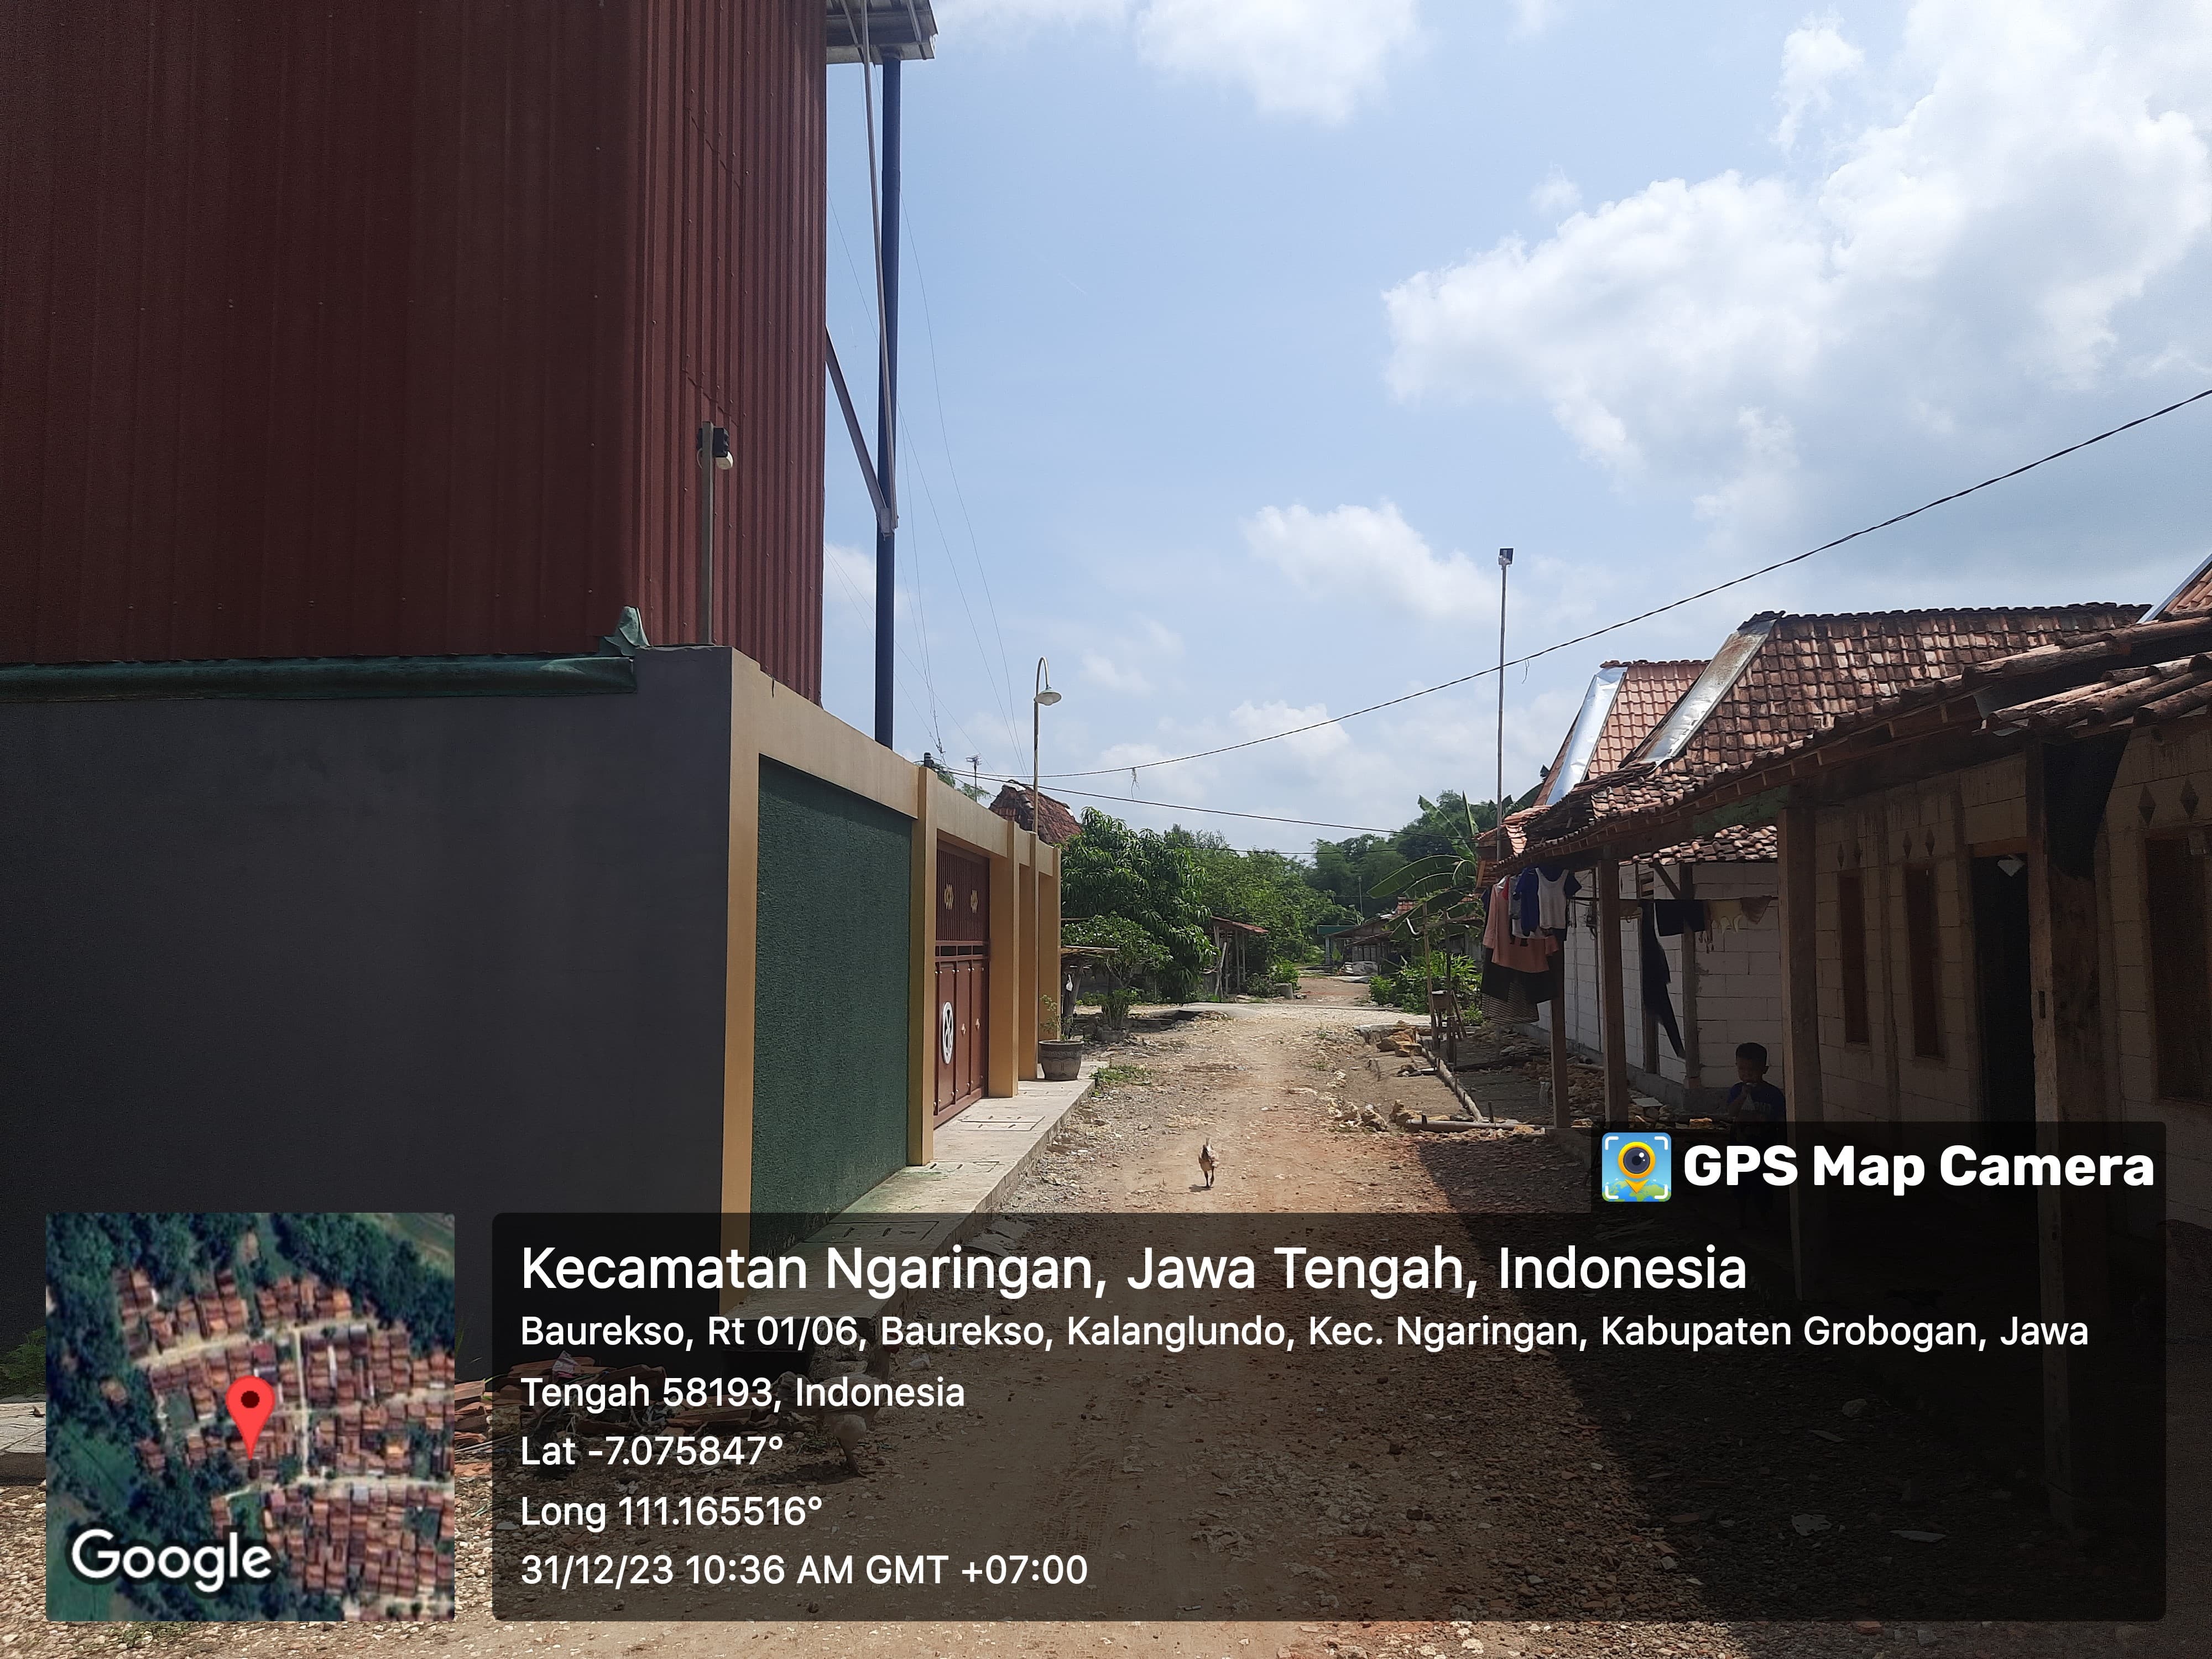 GPS Map Camera
Kecamatan Ngaringan, Jawa Tengah, Indonesia
Baurekso, Rt 01/06, Baurekso, Kalanglundo, Kec. Ngaringan, Kabupaten Grobogan, Jawa
Tengah 58193, Indonesia
Lat -7.075847°
Long 111.165516°
31/12/23 10:36 AM GMT +07:00
Google